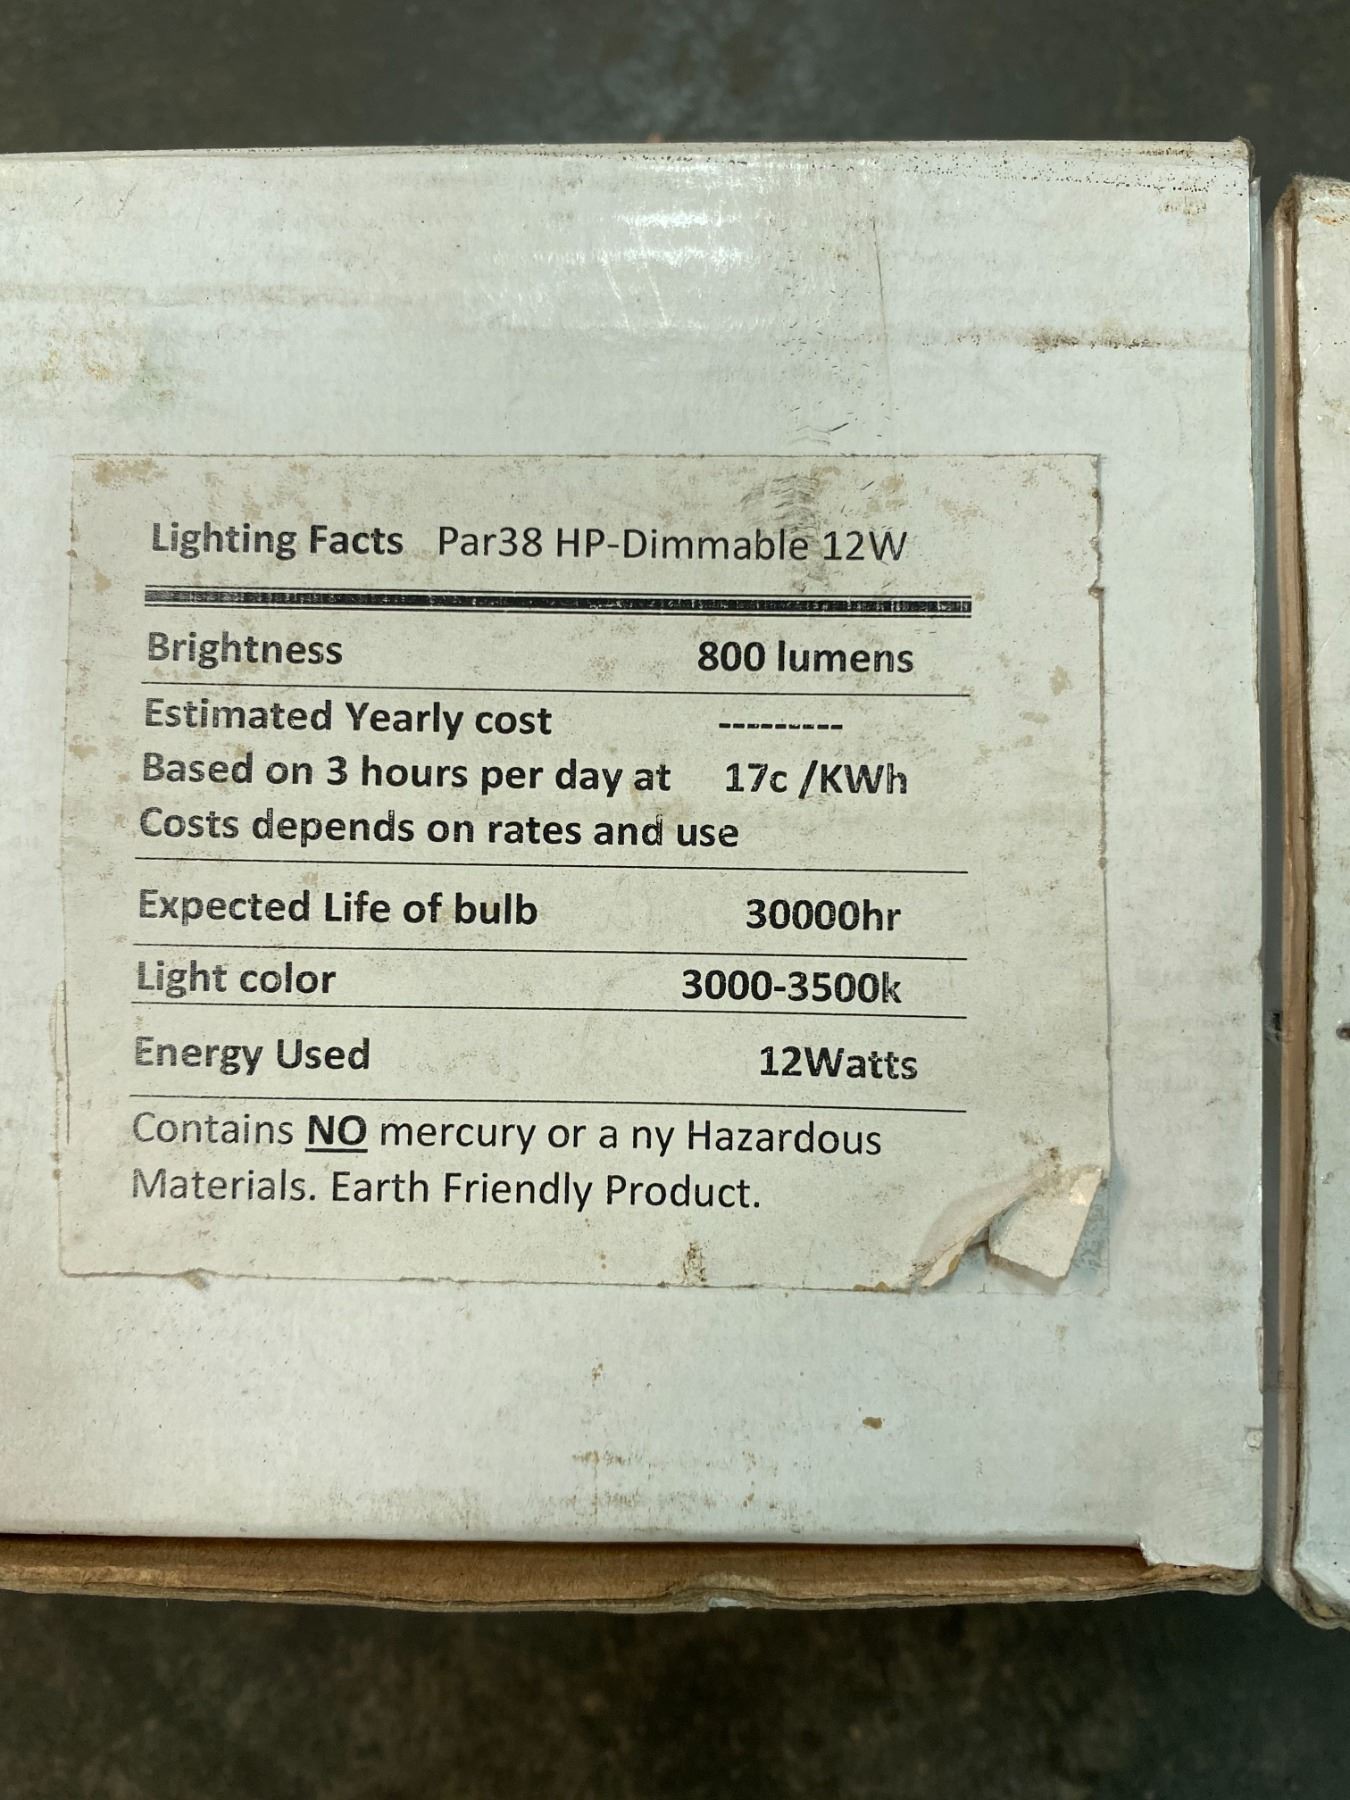 Lighting Facts Par38 HP-Dimmable 12W
Brightness 800 lumens
Estimated Yearly cost ---------
Based on 3 hours per day at 17c /KWh
Costs depends on rates and use
Expected Life of bulb 30000hr
Light color 3000-3500k
Energy Used 12Watts
Contains NO mercury or a ny Hazardous
Materials. Earth Friendly Product.